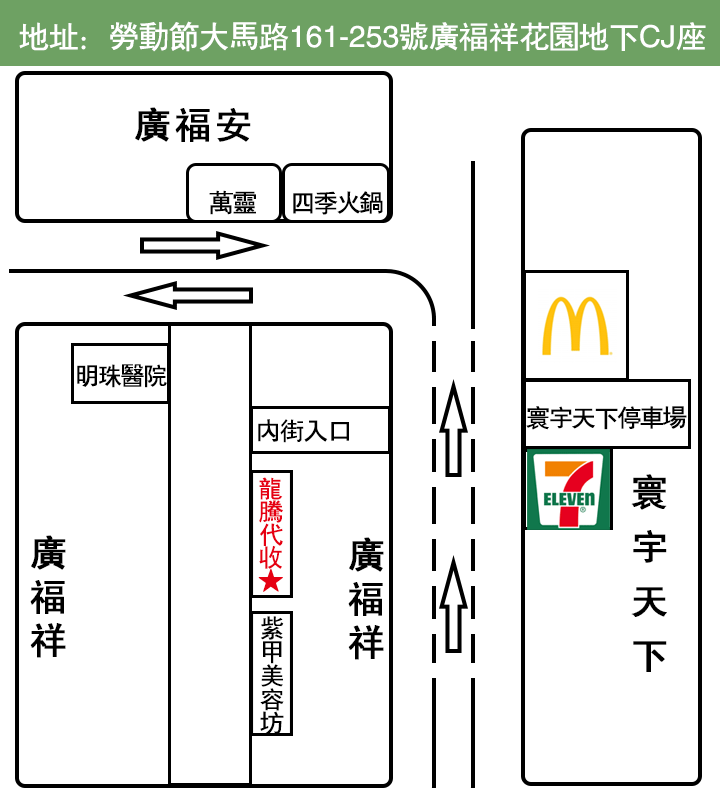 地址：勞動節大馬路161-253號廣福祥花園地下CJ座
廣福安
萬靈
四季火鍋
明珠醫院
內街入口
寰宇天下停車場
7
ELEVEN
®
龍騰代收★
紫甲美容坊
廣福祥
廣福祥
寰宇天下